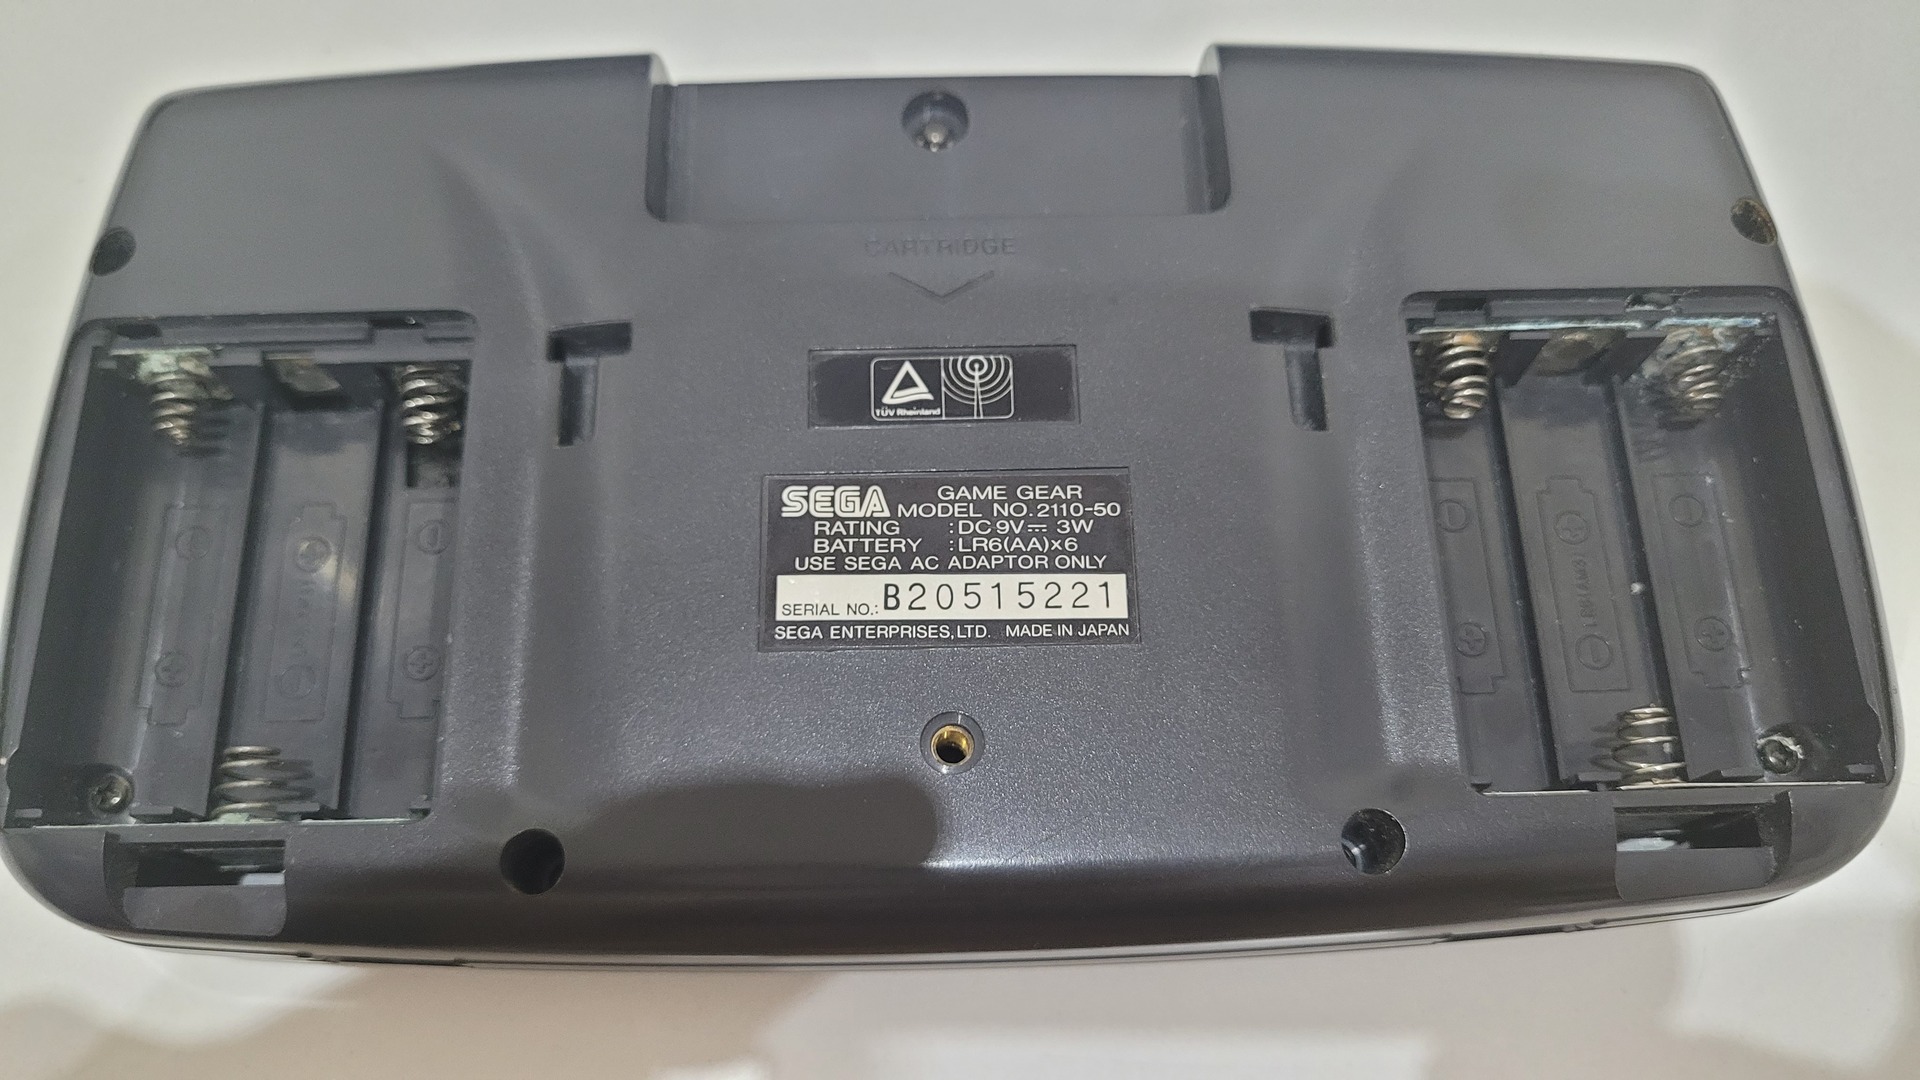 CARTRIDGE
TÜV Rheinland
SEGA GAME GEAR
MODEL NO. 2110-50
RATING : DC 9V⎓ 3W
BATTERY : LR6(AA)x6
USE SEGA AC ADAPTOR ONLY
SERIAL NO.: B20515221
SEGA ENTERPRISES, LTD. MADE IN JAPAN